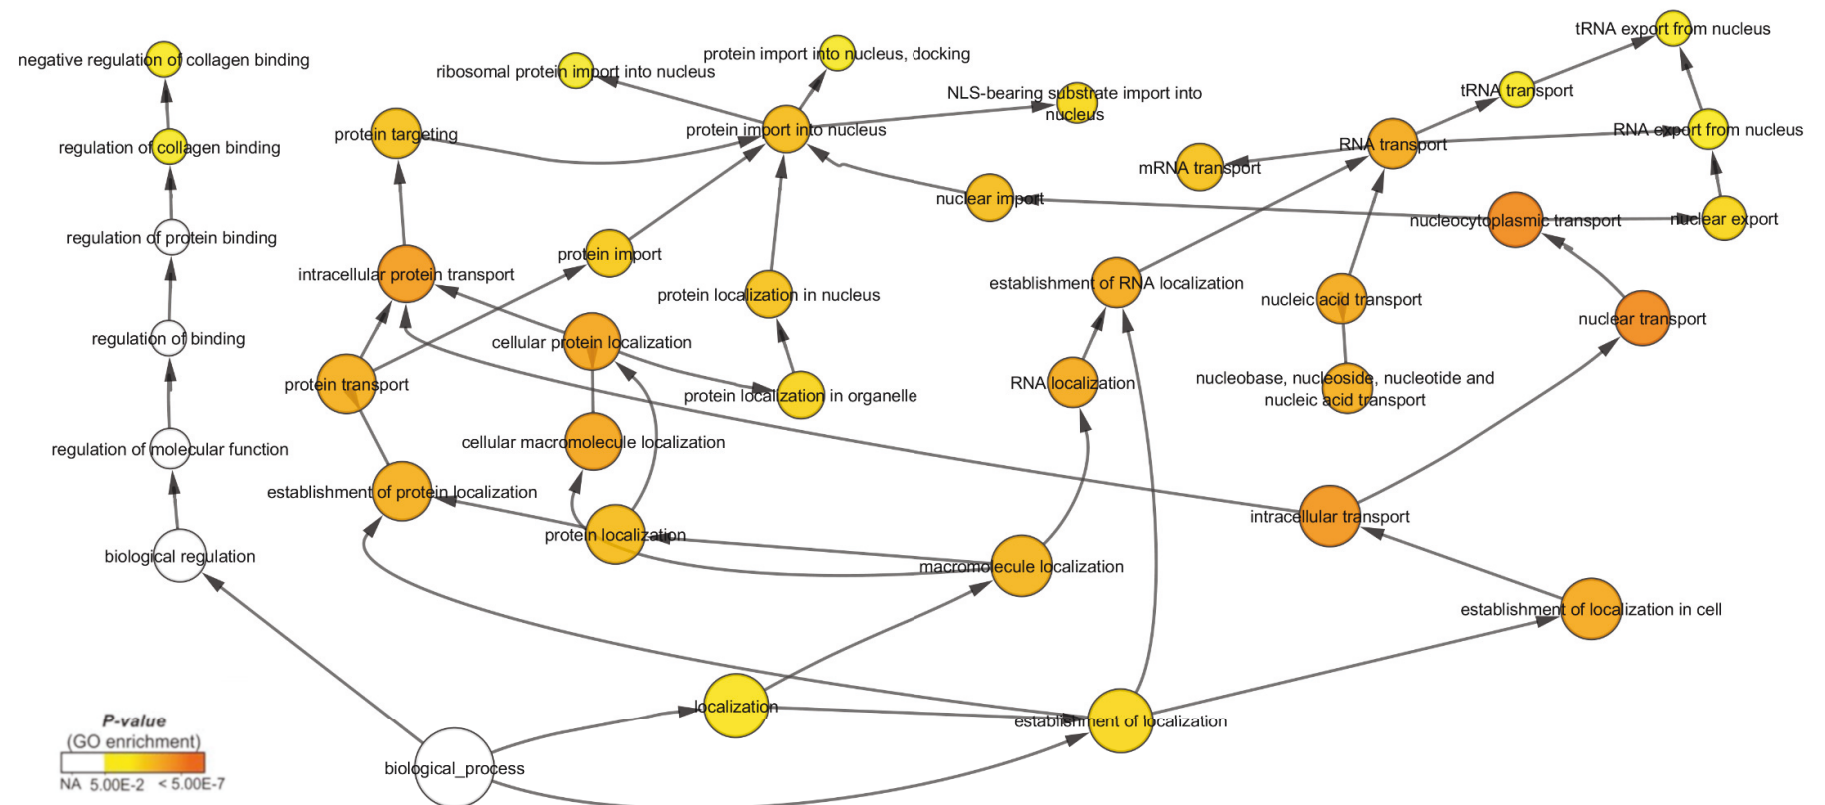 tRNA export from nucleus
negative regulation of collagen binding
protein import into nucleus, docking
ribosomal protein import into nucleus
NLS-bearing substrate import into
nucleus
tRNA transport
protein targeting
protein import into nucleus
RNA export from nucleus
RNA transport
regulation of collagen binding
mRNA transport
nuclear import
nucleocytoplasmic transport
nuclear export
regulation of protein binding
protein import
intracellular protein transport
establishment of RNA localization
protein localization in nucleus
nucleic acid transport
nuclear transport
regulation of binding
cellular protein localization
protein transport
RNA localization
nucleobase, nucleoside, nucleotide and
nucleic acid transport
protein localization in organelle
cellular macromolecule localization
regulation of molecular function
establishment of protein localization
intracellular transport
protein localization
biological regulation
macromolecule localization
establishment of localization in cell
localization
establishment of localization
biological_process
P-value
(GO enrichment)
NA 5.00E-2 < 5.00E-7